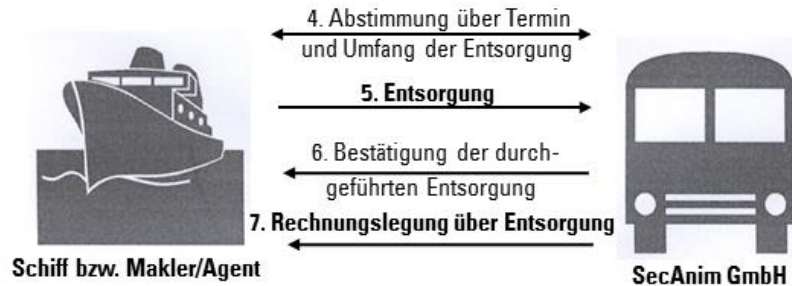 4. Abstimmung über Termin
und Umfang der Entsorgung
5. Entsorgung
6. Bestätigung der durch-
geführten Entsorgung
7. Rechnungslegung über Entsorgung
Schiff bzw. Makler/Agent
SecAnim GmbH